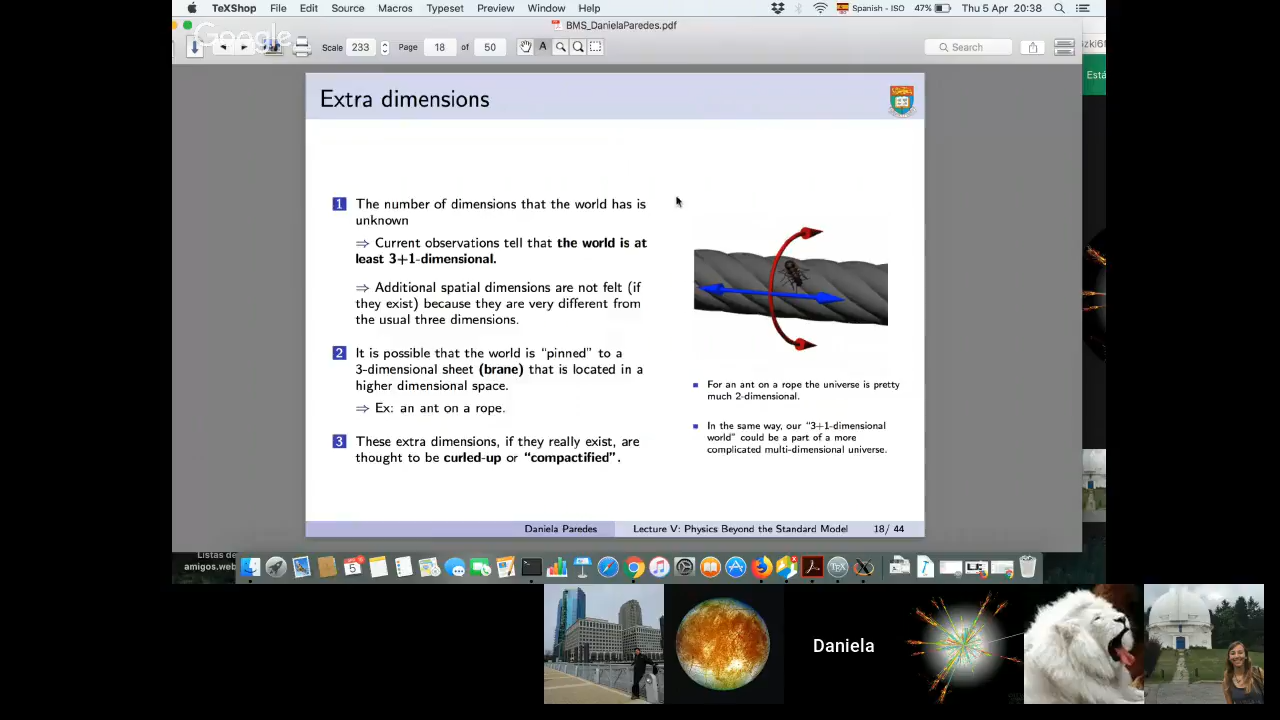 TeXShop File Edit Source Macros Typeset Preview Window Help Spanish - ISO 47% Thu 5 Apr 20:38
BMS_DanielaParedes.pdf
Google
Scale 233 Page 18 of 50 A Search
Está
Extra dimensions
1 The number of dimensions that the world has is
unknown
⇒ Current observations tell that the world is at
least 3+1-dimensional.
⇒ Additional spatial dimensions are not felt (if
they exist) because they are very different from
the usual three dimensions.
2 It is possible that the world is “pinned” to a
3-dimensional sheet (brane) that is located in a
higher dimensional space.
⇒ Ex: an ant on a rope.
3 These extra dimensions, if they really exist, are
thought to be curled-up or “compactified”.
For an ant on a rope the universe is pretty
much 2-dimensional.
In the same way, our “3+1-dimensional
world” could be a part of a more
complicated multi-dimensional universe.
Daniela Paredes Lecture V: Physics Beyond the Standard Model 18/ 44
Listas de
amigos.web
Daniela